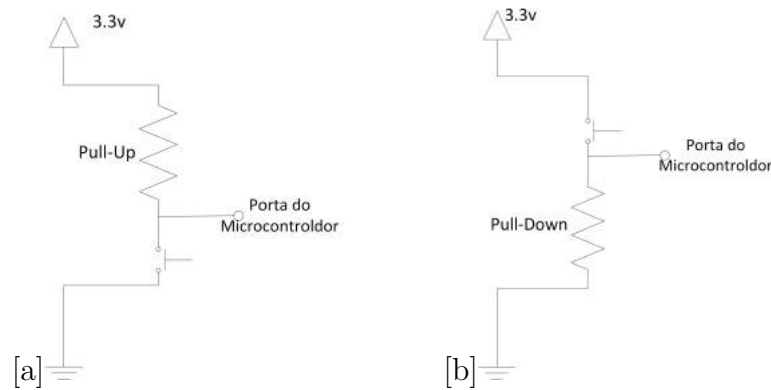 3.3v
Pull-Up
Porta do
Microcontroldor
[a]
3.3v
Porta do
Microcontroldor
Pull-Down
[b]